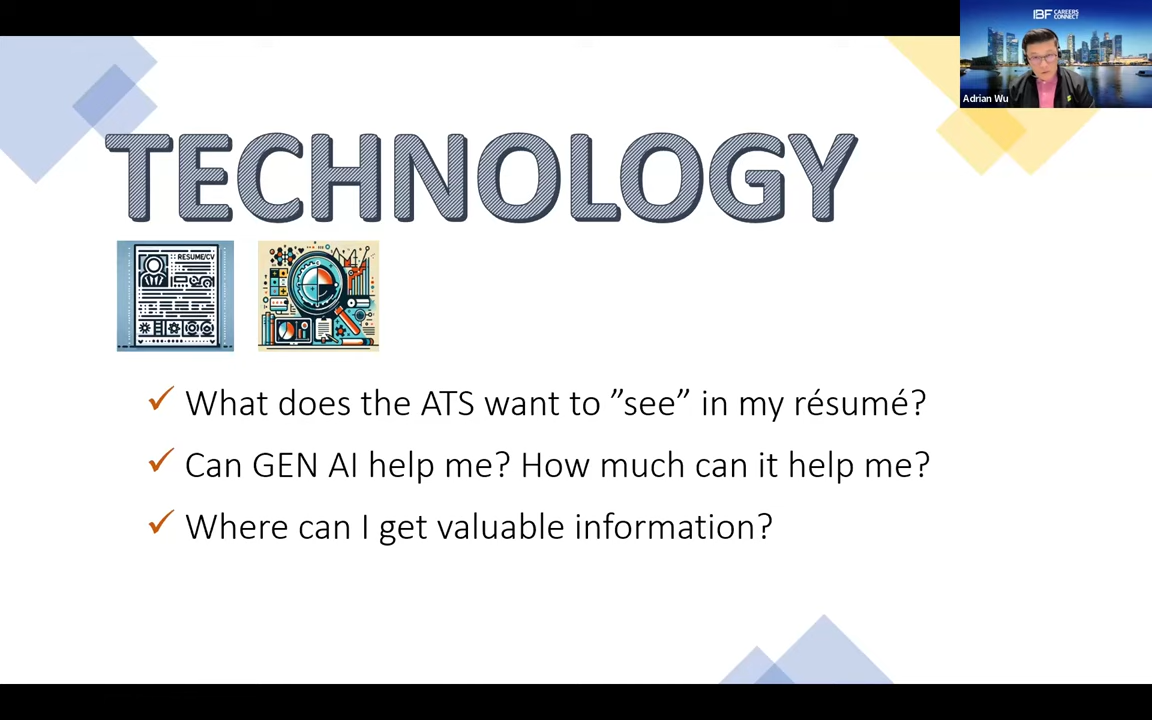 IBF CAREERS
CONNECT
Adrian Wu
TECHNOLOGY
RESUME/CV
What does the ATS want to ”see” in my résumé?
Can GEN AI help me? How much can it help me?
Where can I get valuable information?